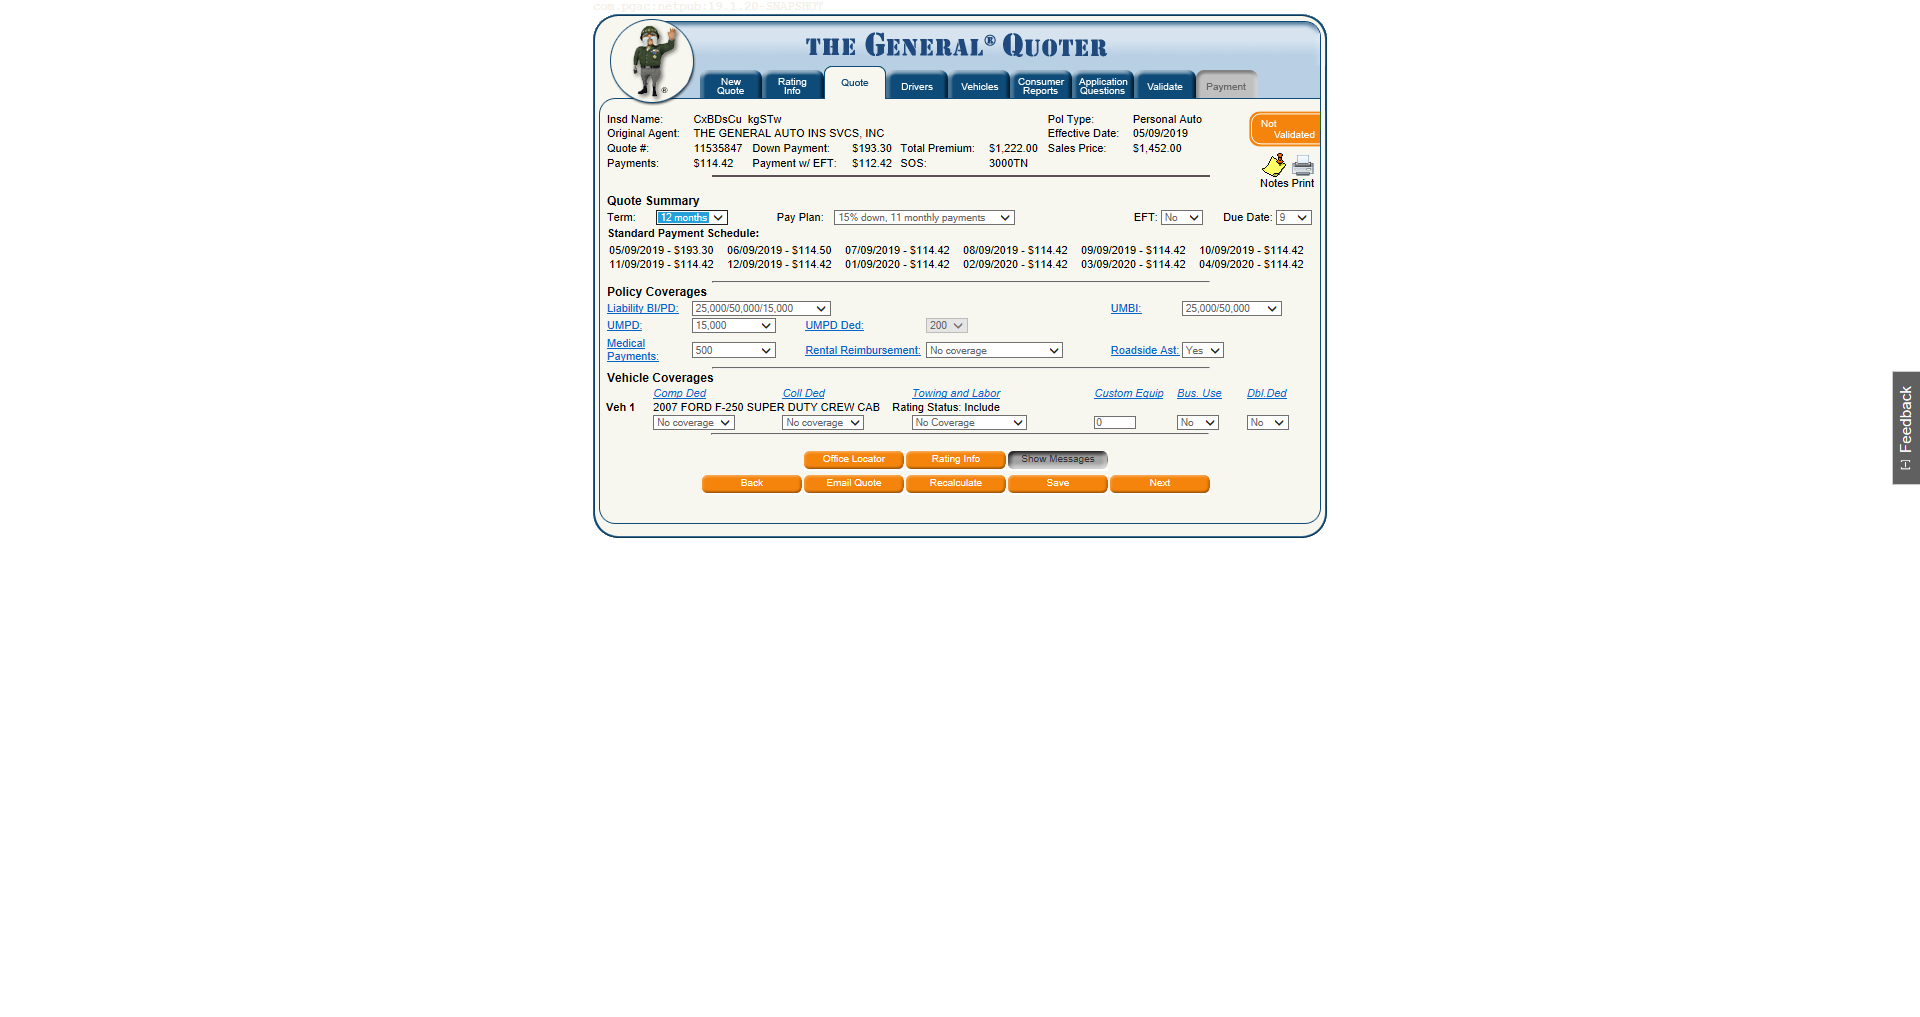 com.pgac:netpub:19.1.20-SNAPSHOT
THE GENERAL® QUOTER
New Quote
Rating Info
Quote
Drivers
Vehicles
Consumer Reports
Application Questions
Validate
Payment
Insd Name: CxBDsCu kgSTw Pol Type: Personal Auto
Not Validated
Original Agent: THE GENERAL AUTO INS SVCS, INC Effective Date: 05/09/2019
Quote #: 11535847 Down Payment: $193.30 Total Premium: $1,222.00 Sales Price: $1,452.00
Payments: $114.42 Payment w/ EFT: $112.42 SOS: 3000TN
Notes Print
Quote Summary
Term: 12 months Pay Plan: 15% down, 11 monthly payments EFT: No Due Date: 9
Standard Payment Schedule:
05/09/2019 - $193.30 06/09/2019 - $114.50 07/09/2019 - $114.42 08/09/2019 - $114.42 09/09/2019 - $114.42 10/09/2019 - $114.42
11/09/2019 - $114.42 12/09/2019 - $114.42 01/09/2020 - $114.42 02/09/2020 - $114.42 03/09/2020 - $114.42 04/09/2020 - $114.42
Policy Coverages
Liability BI/PD: 25,000/50,000/15,000 UMBI: 25,000/50,000
UMPD: 15,000 UMPD Ded: 200
Medical Payments: 500 Rental Reimbursement: No coverage Roadside Ast: Yes
Vehicle Coverages
Comp Ded Coll Ded Towing and Labor Custom Equip Bus. Use Dbl.Ded
Veh 1 2007 FORD F-250 SUPER DUTY CREW CAB Rating Status: Include
No coverage No coverage No Coverage 0 No No
Office Locator Rating Info Show Messages
Back Email Quote Recalculate Save Next
[-] Feedback